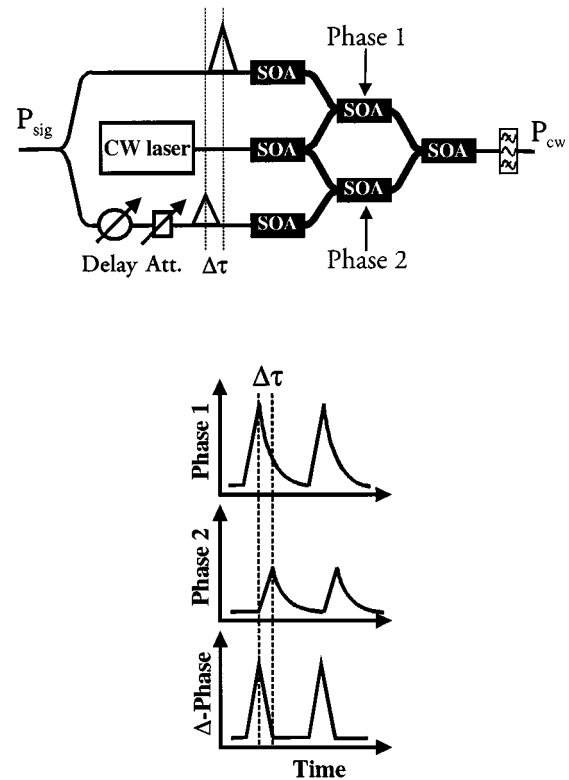 Phase 1
SOA
P_sig
SOA
CW laser
SOA
SOA
P_cw
SOA
SOA
Delay Att.
Δτ
Phase 2
Δτ
Phase 1
Phase 2
Δ-Phase
Time